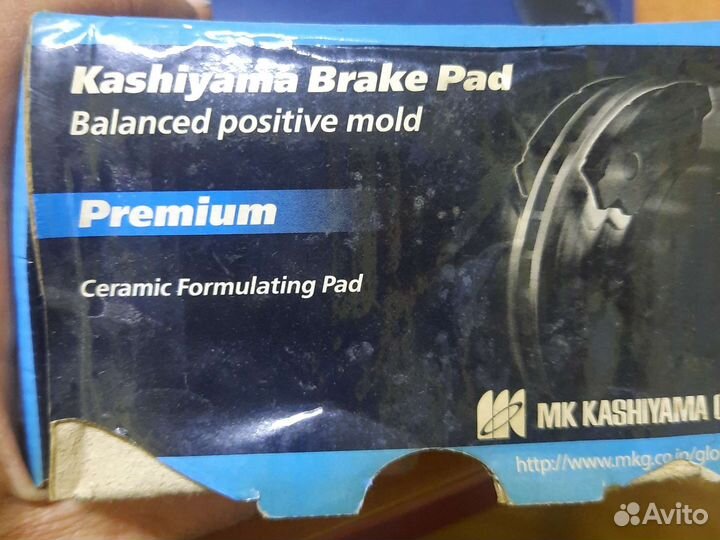 Kashiyama Brake Pad
Balanced positive mold
Premium
Ceramic Formulating Pad
MK KASHIYAMA
http://www.mkg.co.jp/glo
Avito